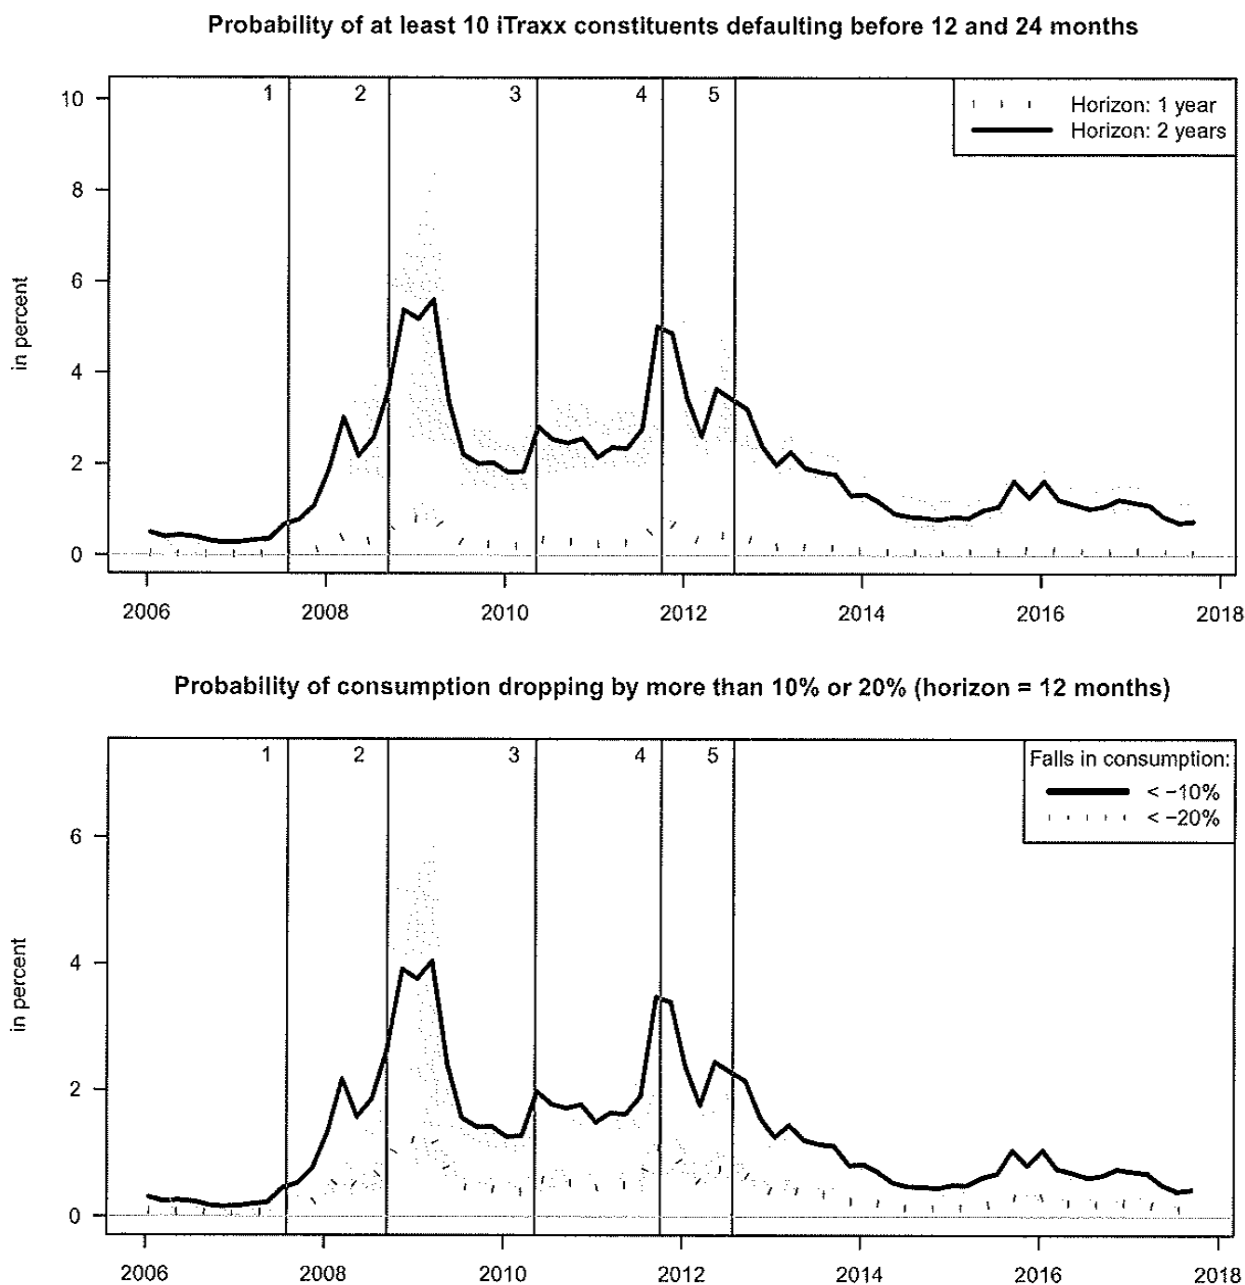 Probability of at least 10 iTraxx constituents defaulting before 12 and 24 months
1 2 3 4 5
Horizon: 1 year
Horizon: 2 years
10
8
6
4
2
0
in percent
2006 2008 2010 2012 2014 2016 2018
Probability of consumption dropping by more than 10% or 20% (horizon = 12 months)
1 2 3 4 5
Falls in consumption:
< −10%
< −20%
6
4
2
0
in percent
2006 2008 2010 2012 2014 2016 2018